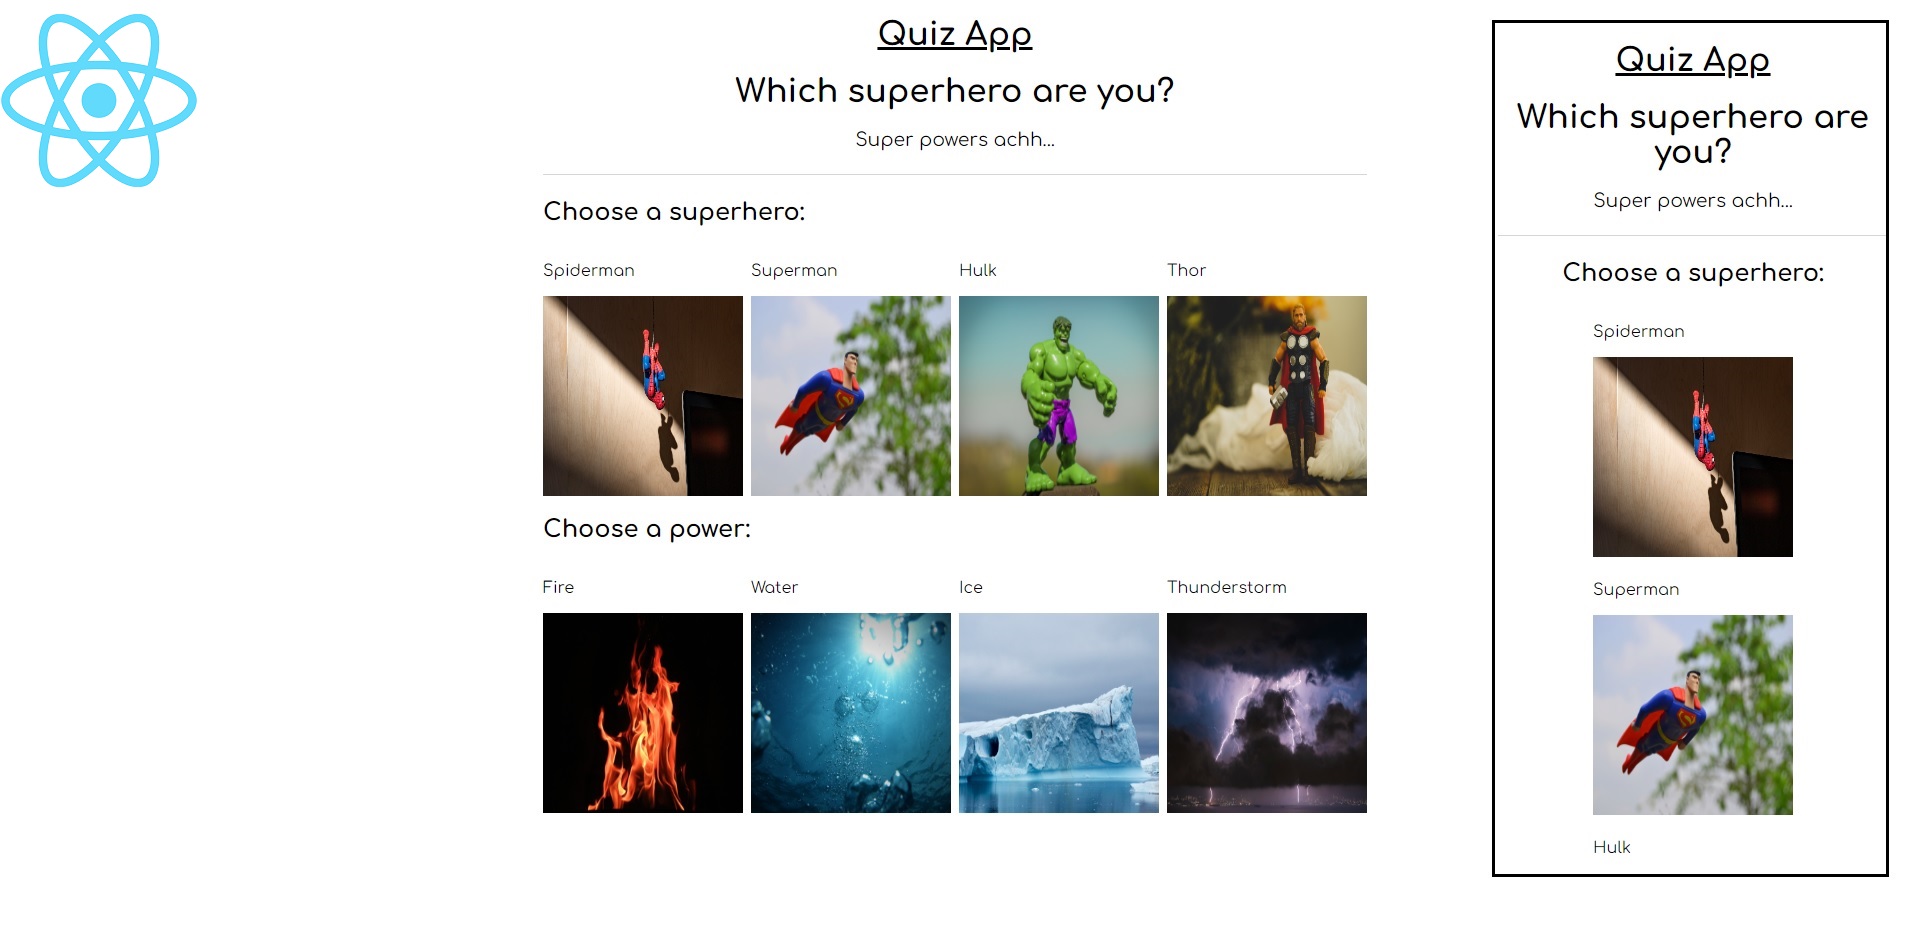 Quiz App
Which superhero are you?
Super powers achh...
Choose a superhero:
Spiderman
Superman
Hulk
Thor
Choose a power:
Fire
Water
Ice
Thunderstorm
Quiz App
Which superhero are
you?
Super powers achh...
Choose a superhero:
Spiderman
Superman
Hulk